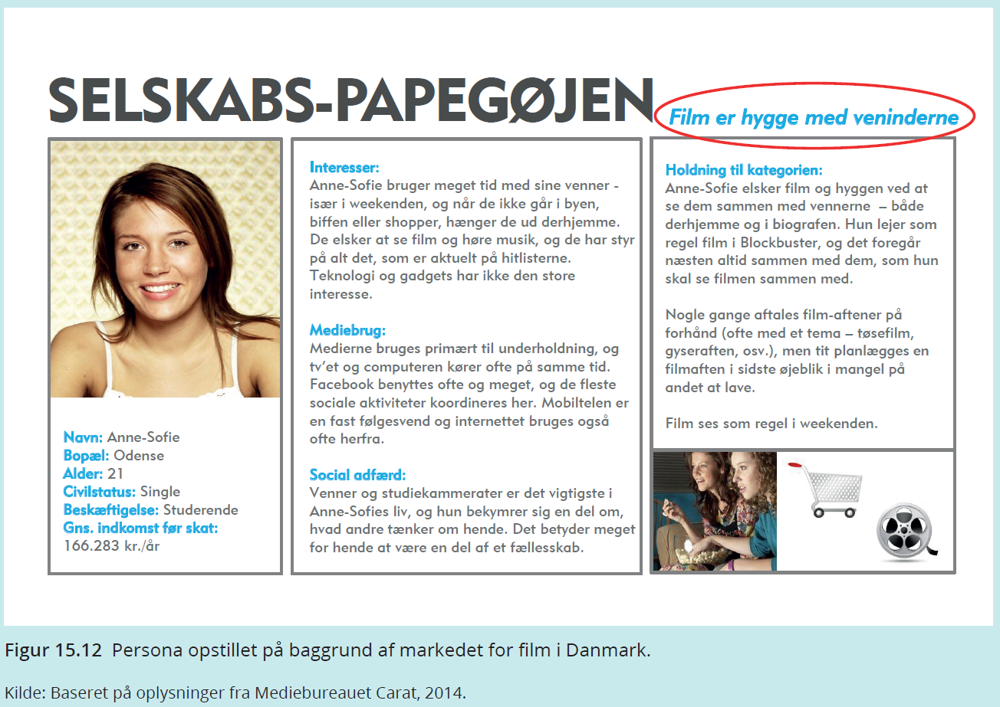 SELSKABS-PAPEGØJEN
Film er hygge med veninderne
Navn: Anne-Sofie
Bopæl: Odense
Alder: 21
Civilstatus: Single
Beskæftigelse: Studerende
Gns. indkomst før skat:
166.283 kr./år
Interesser:
Anne-Sofie bruger meget tid med sine venner -
især i weekenden, og når de ikke går i byen,
biffen eller shopper, hænger de ud derhjemme.
De elsker at se film og høre musik, og de har styr
på alt det, som er aktuelt på hitlisterne.
Teknologi og gadgets har ikke den store
interesse.
Mediebrug:
Medierne bruges primært til underholdning, og
tv'et og computeren kører ofte på samme tid.
Facebook benyttes ofte og meget, og de fleste
sociale aktiviteter koordineres her. Mobiltelen er
en fast følgesvend og internettet bruges også
ofte herfra.
Social adfærd:
Venner og studiekammerater er det vigtigste i
Anne-Sofies liv, og hun bekymrer sig en del om,
hvad andre tænker om hende. Det betyder meget
for hende at være en del af et fællesskab.
Holdning til kategorien:
Anne-Sofie elsker film og hyggen ved at
se dem sammen med vennerne – både
derhjemme og i biografen. Hun lejer som
regel film i Blockbuster, og det foregår
næsten altid sammen med dem, som hun
skal se filmen sammen med.
Nogle gange aftales film-aftener på
forhånd (ofte med et tema – tøsefilm,
gyseraften, osv.), men tit planlægges en
filmaften i sidste øjeblik i mangel på
andet at lave.
Film ses som regel i weekenden.
Figur 15.12 Persona opstillet på baggrund af markedet for film i Danmark.
Kilde: Baseret på oplysninger fra Mediebureauet Carat, 2014.